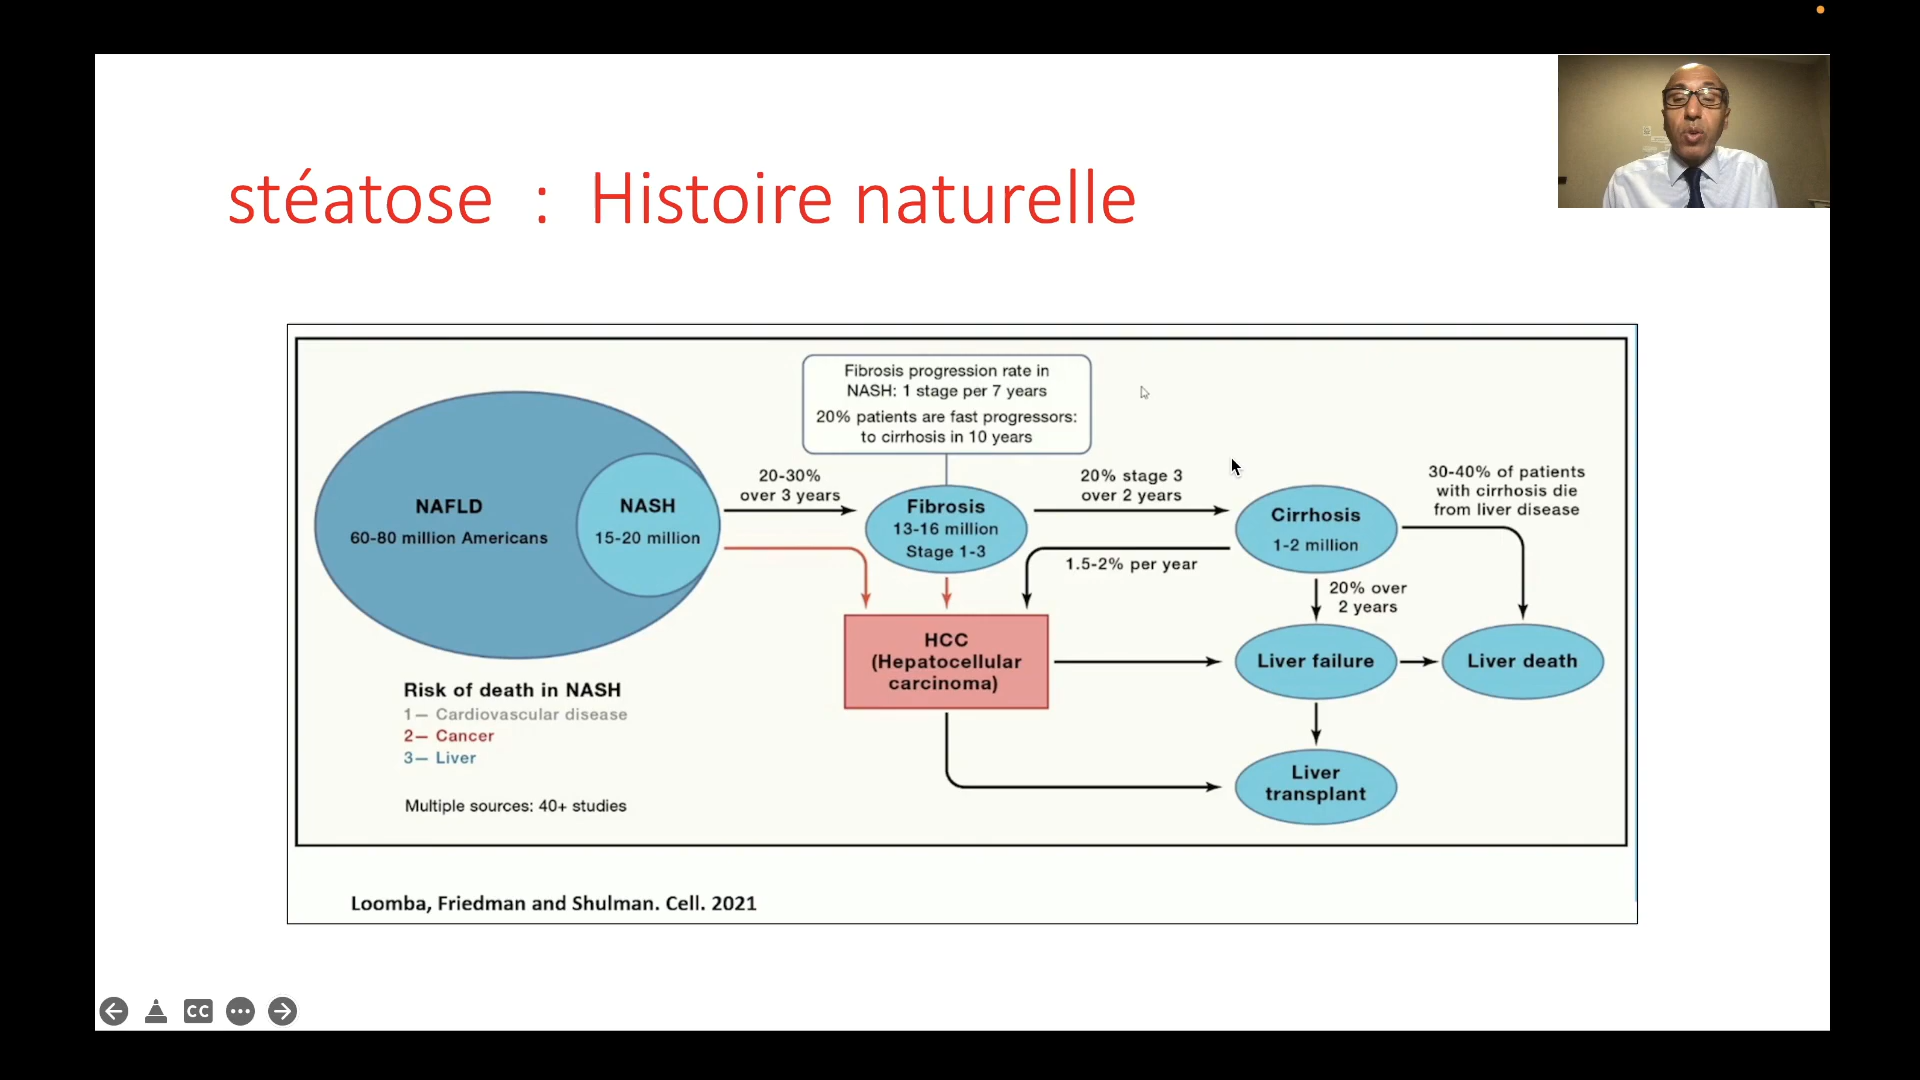 stéatose : Histoire naturelle
Fibrosis progression rate in
NASH: 1 stage per 7 years
20% patients are fast progressors:
to cirrhosis in 10 years
NAFLD
60-80 million Americans
NASH
15-20 million
20-30%
over 3 years
Fibrosis
13-16 million
Stage 1-3
20% stage 3
over 2 years
Cirrhosis
1-2 million
30-40% of patients
with cirrhosis die
from liver disease
1.5-2% per year
20% over
2 years
HCC
(Hepatocellular
carcinoma)
Liver failure
Liver death
Liver
transplant
Risk of death in NASH
1— Cardiovascular disease
2— Cancer
3— Liver
Multiple sources: 40+ studies
Loomba, Friedman and Shulman. Cell. 2021
CC